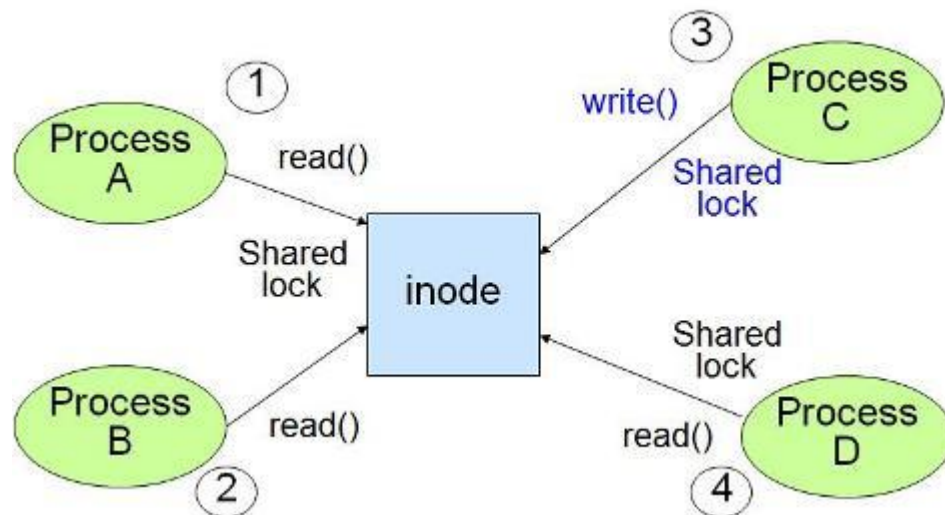 1
Process
A
read()
Shared
lock
3
Process
C
write()
Shared
lock
inode
Process
B
read()
2
Shared
lock
Process
D
read()
4